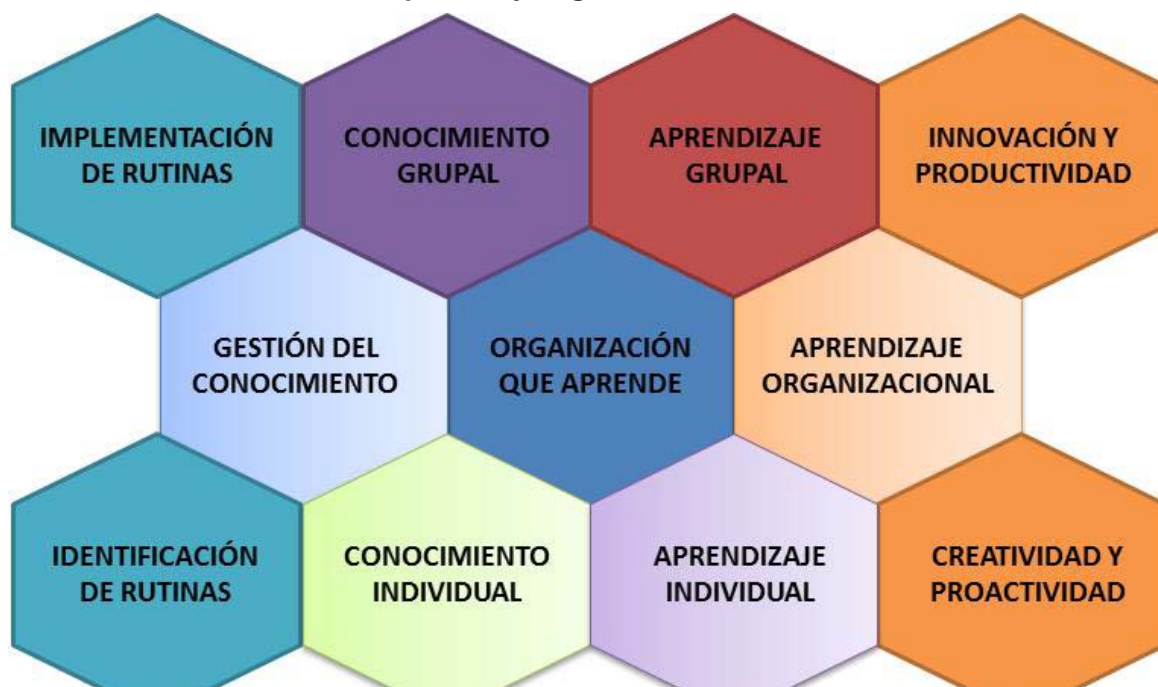 IMPLEMENTACIÓN
DE RUTINAS
CONOCIMIENTO
GRUPAL
APRENDIZAJE
GRUPAL
INNOVACIÓN Y
PRODUCTIVIDAD
GESTIÓN DEL
CONOCIMIENTO
ORGANIZACIÓN
QUE APRENDE
APRENDIZAJE
ORGANIZACIONAL
IDENTIFICACIÓN
DE RUTINAS
CONOCIMIENTO
INDIVIDUAL
APRENDIZAJE
INDIVIDUAL
CREATIVIDAD Y
PROACTIVIDAD